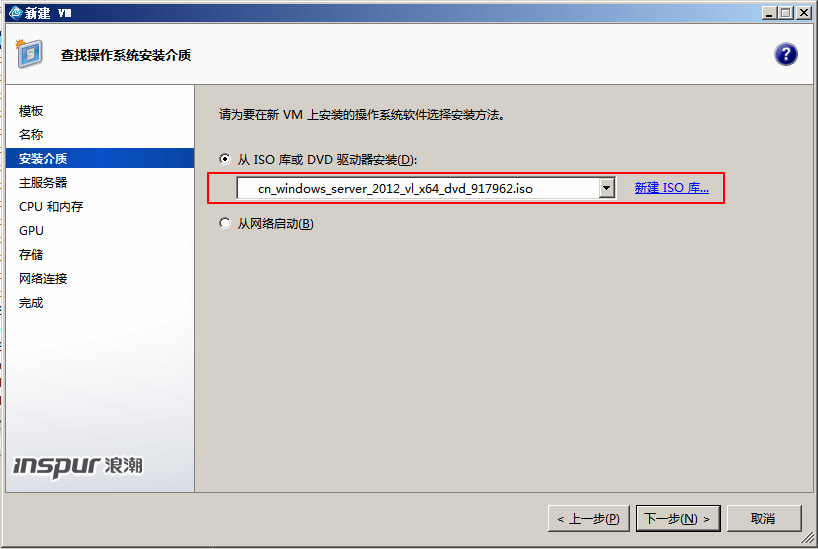 新建 VM
查找操作系统安装介质
?
模板
名称
安装介质
主服务器
CPU 和内存
GPU
存储
网络连接
完成
请为要在新 VM 上安装的操作系统软件选择安装方法。
从 ISO 库或 DVD 驱动器安装(D):
cn_windows_server_2012_vl_x64_dvd_917962.iso
新建 ISO 库...
从网络启动(B)
inspur 浪潮
< 上一步(P)
下一步(N) >
取消